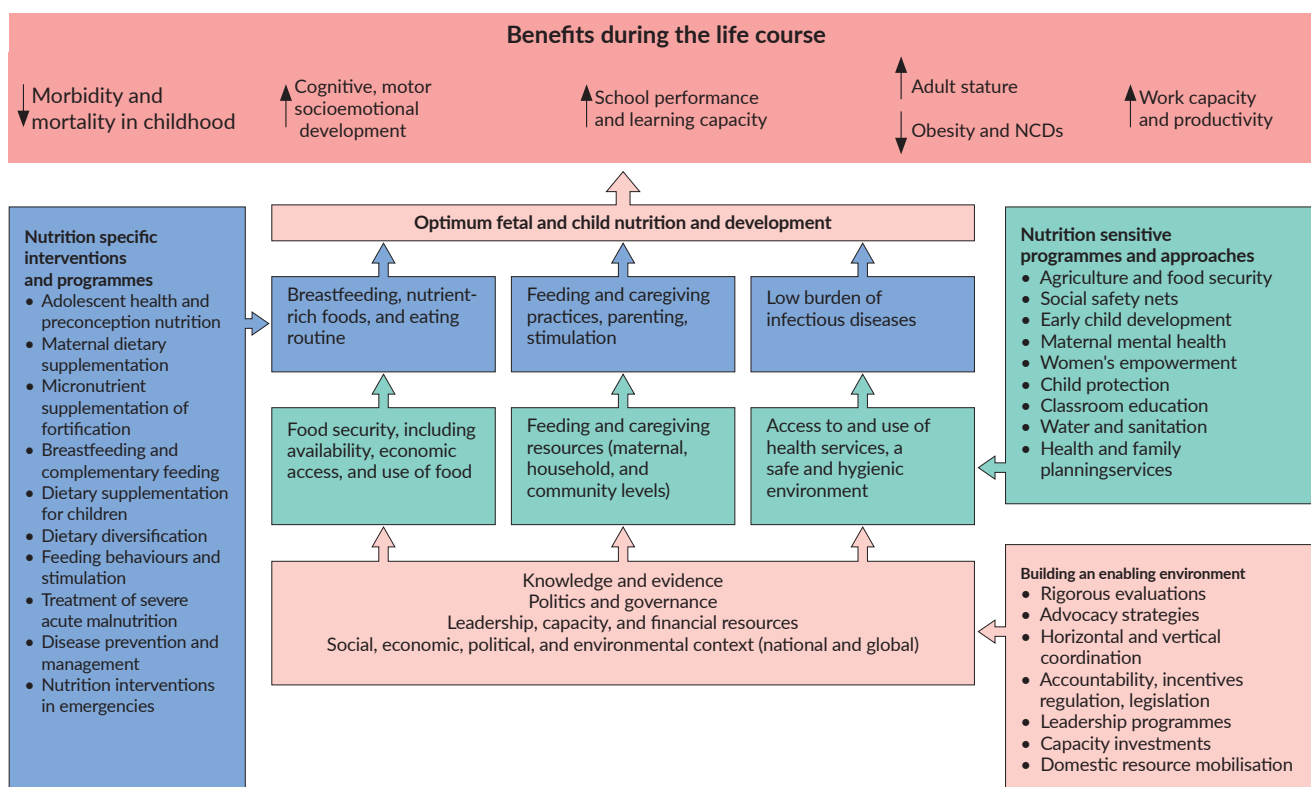 Benefits during the life course
Morbidity and
mortality in childhood
Cognitive, motor
socioemotional
development
School performance
and learning capacity
Adult stature
Obesity and NCDs
Work capacity
and productivity
Nutrition specific
interventions
and programmes
• Adolescent health and
preconception nutrition
• Maternal dietary
supplementation
• Micronutrient
supplementation of
fortification
• Breastfeeding and
complementary feeding
• Dietary supplementation
for children
• Dietary diversification
• Feeding behaviours and
stimulation
• Treatment of severe
acute malnutrition
• Disease prevention and
management
• Nutrition interventions
in emergencies
Optimum fetal and child nutrition and development
Breastfeeding, nutrient-
rich foods, and eating
routine
Feeding and caregiving
practices, parenting,
stimulation
Low burden of
infectious diseases
Food security, including
availability, economic
access, and use of food
Feeding and caregiving
resources (maternal,
household, and
community levels)
Access to and use of
health services, a
safe and hygienic
environment
Knowledge and evidence
Politics and governance
Leadership, capacity, and financial resources
Social, economic, political, and environmental context (national and global)
Nutrition sensitive
programmes and approaches
• Agriculture and food security
• Social safety nets
• Early child development
• Maternal mental health
• Women's empowerment
• Child protection
• Classroom education
• Water and sanitation
• Health and family
planningservices
Building an enabling environment
• Rigorous evaluations
• Advocacy strategies
• Horizontal and vertical
coordination
• Accountability, incentives
regulation, legislation
• Leadership programmes
• Capacity investments
• Domestic resource mobilisation